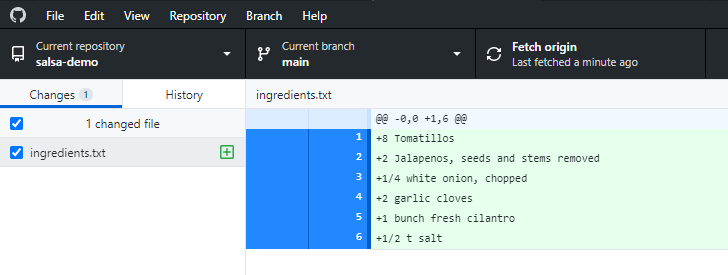 File Edit View Repository Branch Help
Current repository
salsa-demo
Current branch
main
Fetch origin
Last fetched a minute ago
Changes 1
History
1 changed file
ingredients.txt
ingredients.txt
@@ -0,0 +1,6 @@
1 +8 Tomatillos
2 +2 Jalapenos, seeds and stems removed
3 +1/4 white onion, chopped
4 +2 garlic cloves
5 +1 bunch fresh cilantro
6 +1/2 t salt